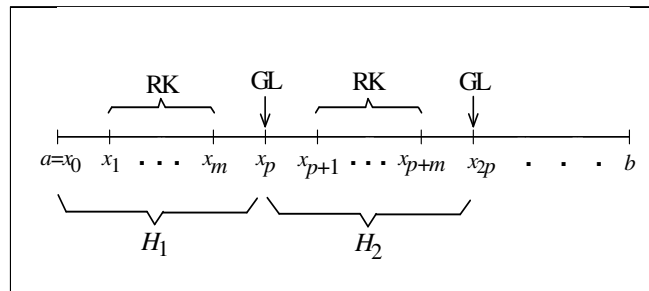 RK GL RK GL
a=x₀ x₁ . . . xₘ xₚ xₚ₊₁ . . . xₚ₊ₘ x₂ₚ . . . b
H₁ H₂